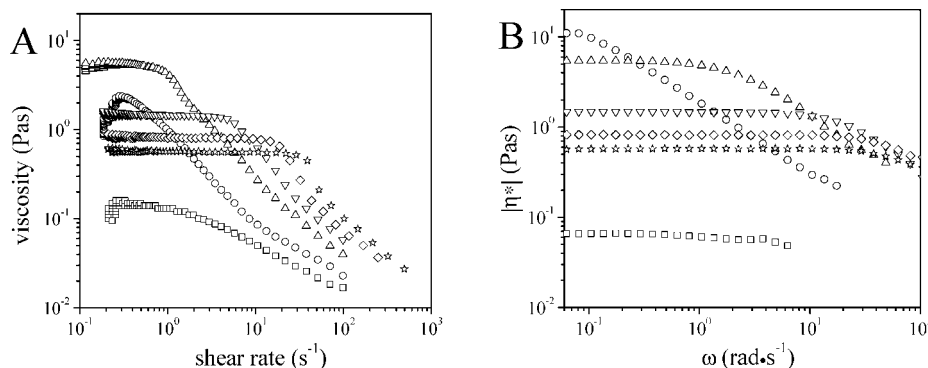 A
viscosity (Pas)
10¹
10⁰
10⁻¹
10⁻²
10⁻¹ 10⁰ 10¹ 10² 10³
shear rate (s⁻¹)
B
|η*| (Pas)
10¹
10⁰
10⁻¹
10⁻²
10⁻¹ 10⁰ 10¹ 10
ω (rad•s⁻¹)